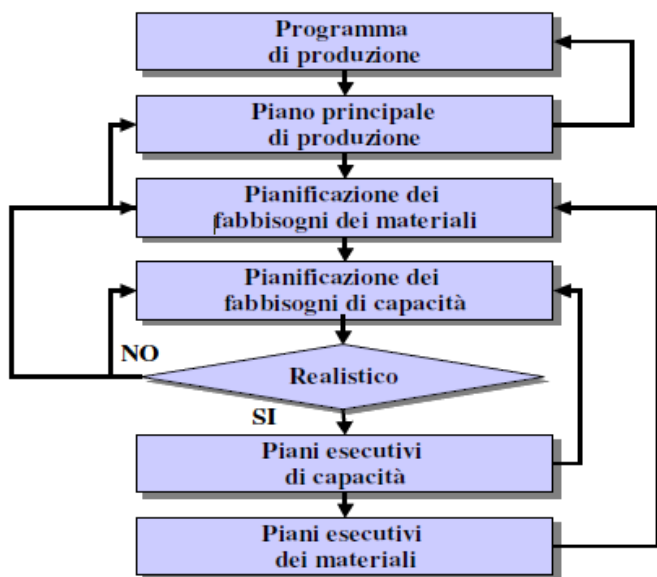 Programma
di produzione
Piano principale
di produzione
Pianificazione dei
fabbisogni dei materiali
Pianificazione dei
fabbisogni di capacità
NO
Realistico
SI
Piani esecutivi
di capacità
Piani esecutivi
dei materiali